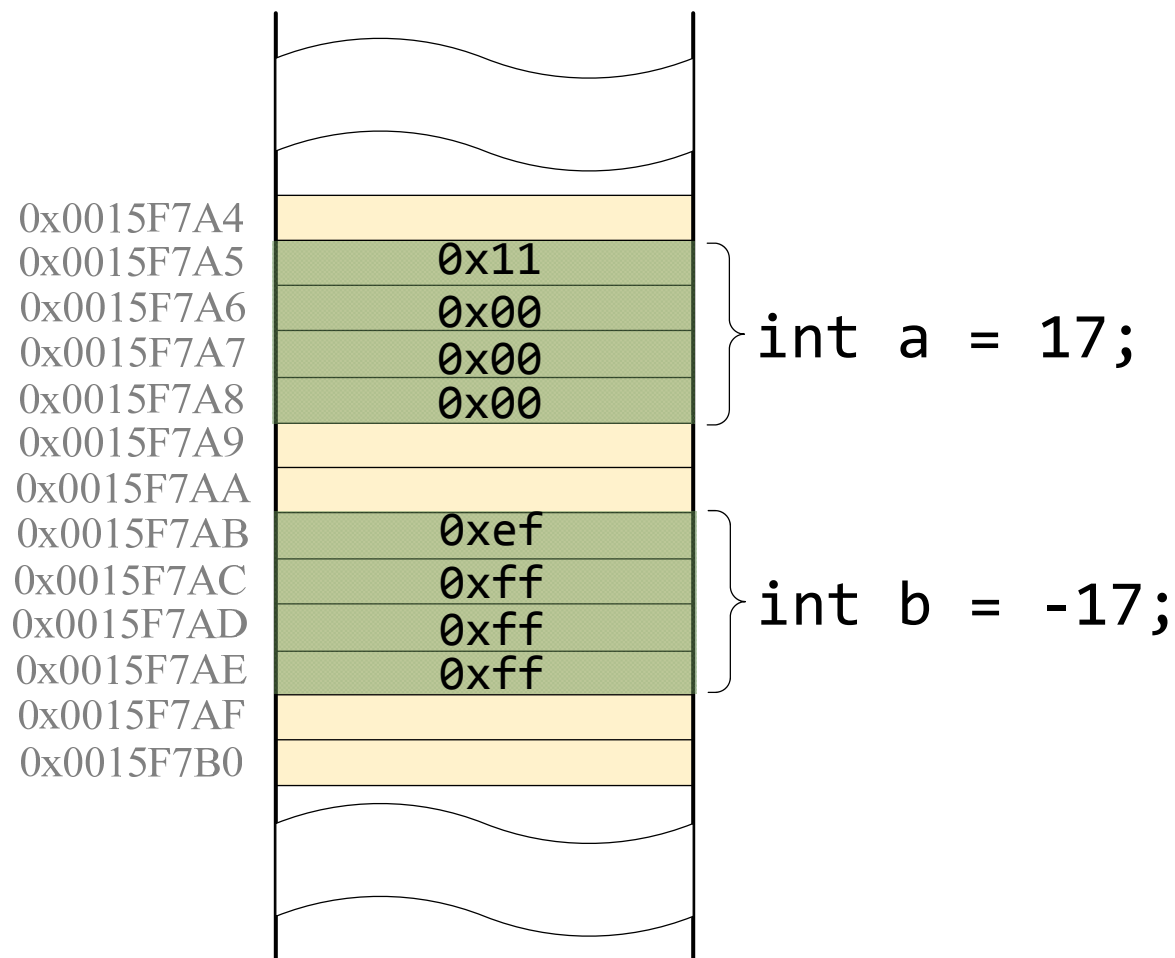 0x0015F7A4
0x0015F7A5 0x11
0x0015F7A6 0x00
0x0015F7A7 0x00
0x0015F7A8 0x00
int a = 17;
0x0015F7A9
0x0015F7AA
0x0015F7AB 0xef
0x0015F7AC 0xff
0x0015F7AD 0xff
0x0015F7AE 0xff
int b = -17;
0x0015F7AF
0x0015F7B0